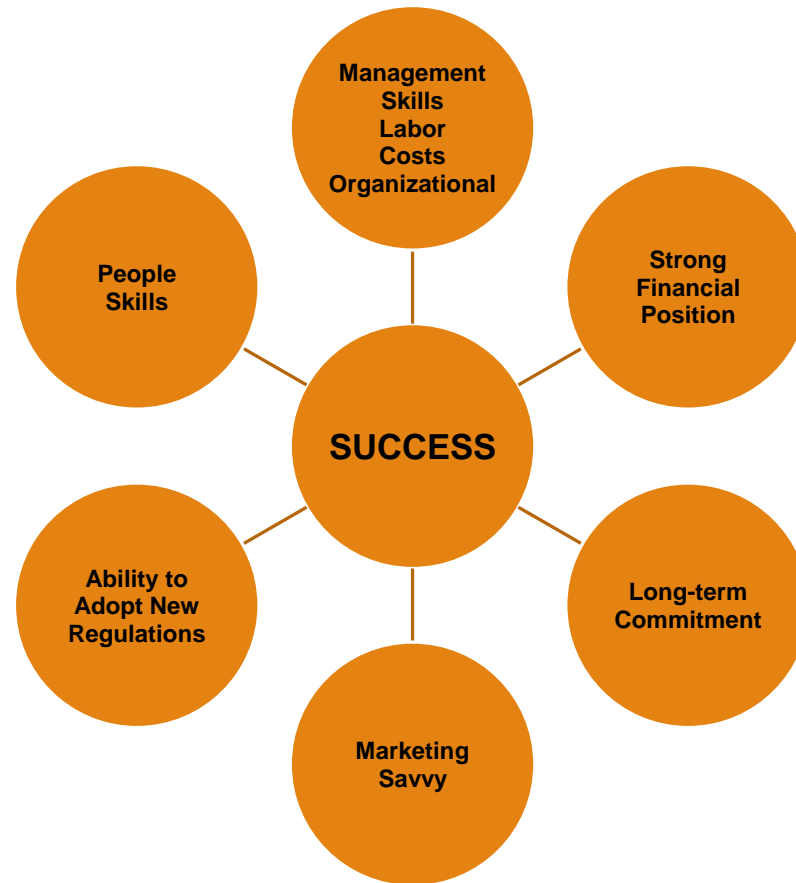 Management
Skills
Labor
Costs
Organizational
Strong
Financial
Position
Long-term
Commitment
Marketing
Savvy
Ability to
Adopt New
Regulations
People
Skills
SUCCESS